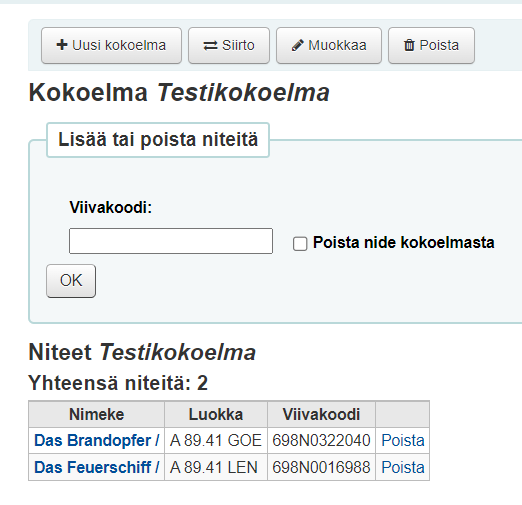 Uusi kokoelma Siirto Muokkaa Poista
Kokoelma Testikokoelma
Lisää tai poista niteitä
Viivakoodi:
Poista nide kokoelmasta
OK
Niteet Testikokoelma
Yhteensä niteitä: 2
Nimeke Luokka Viivakoodi
Das Brandopfer / A 89.41 GOE 698N0322040 Poista
Das Feuerschiff / A 89.41 LEN 698N0016988 Poista